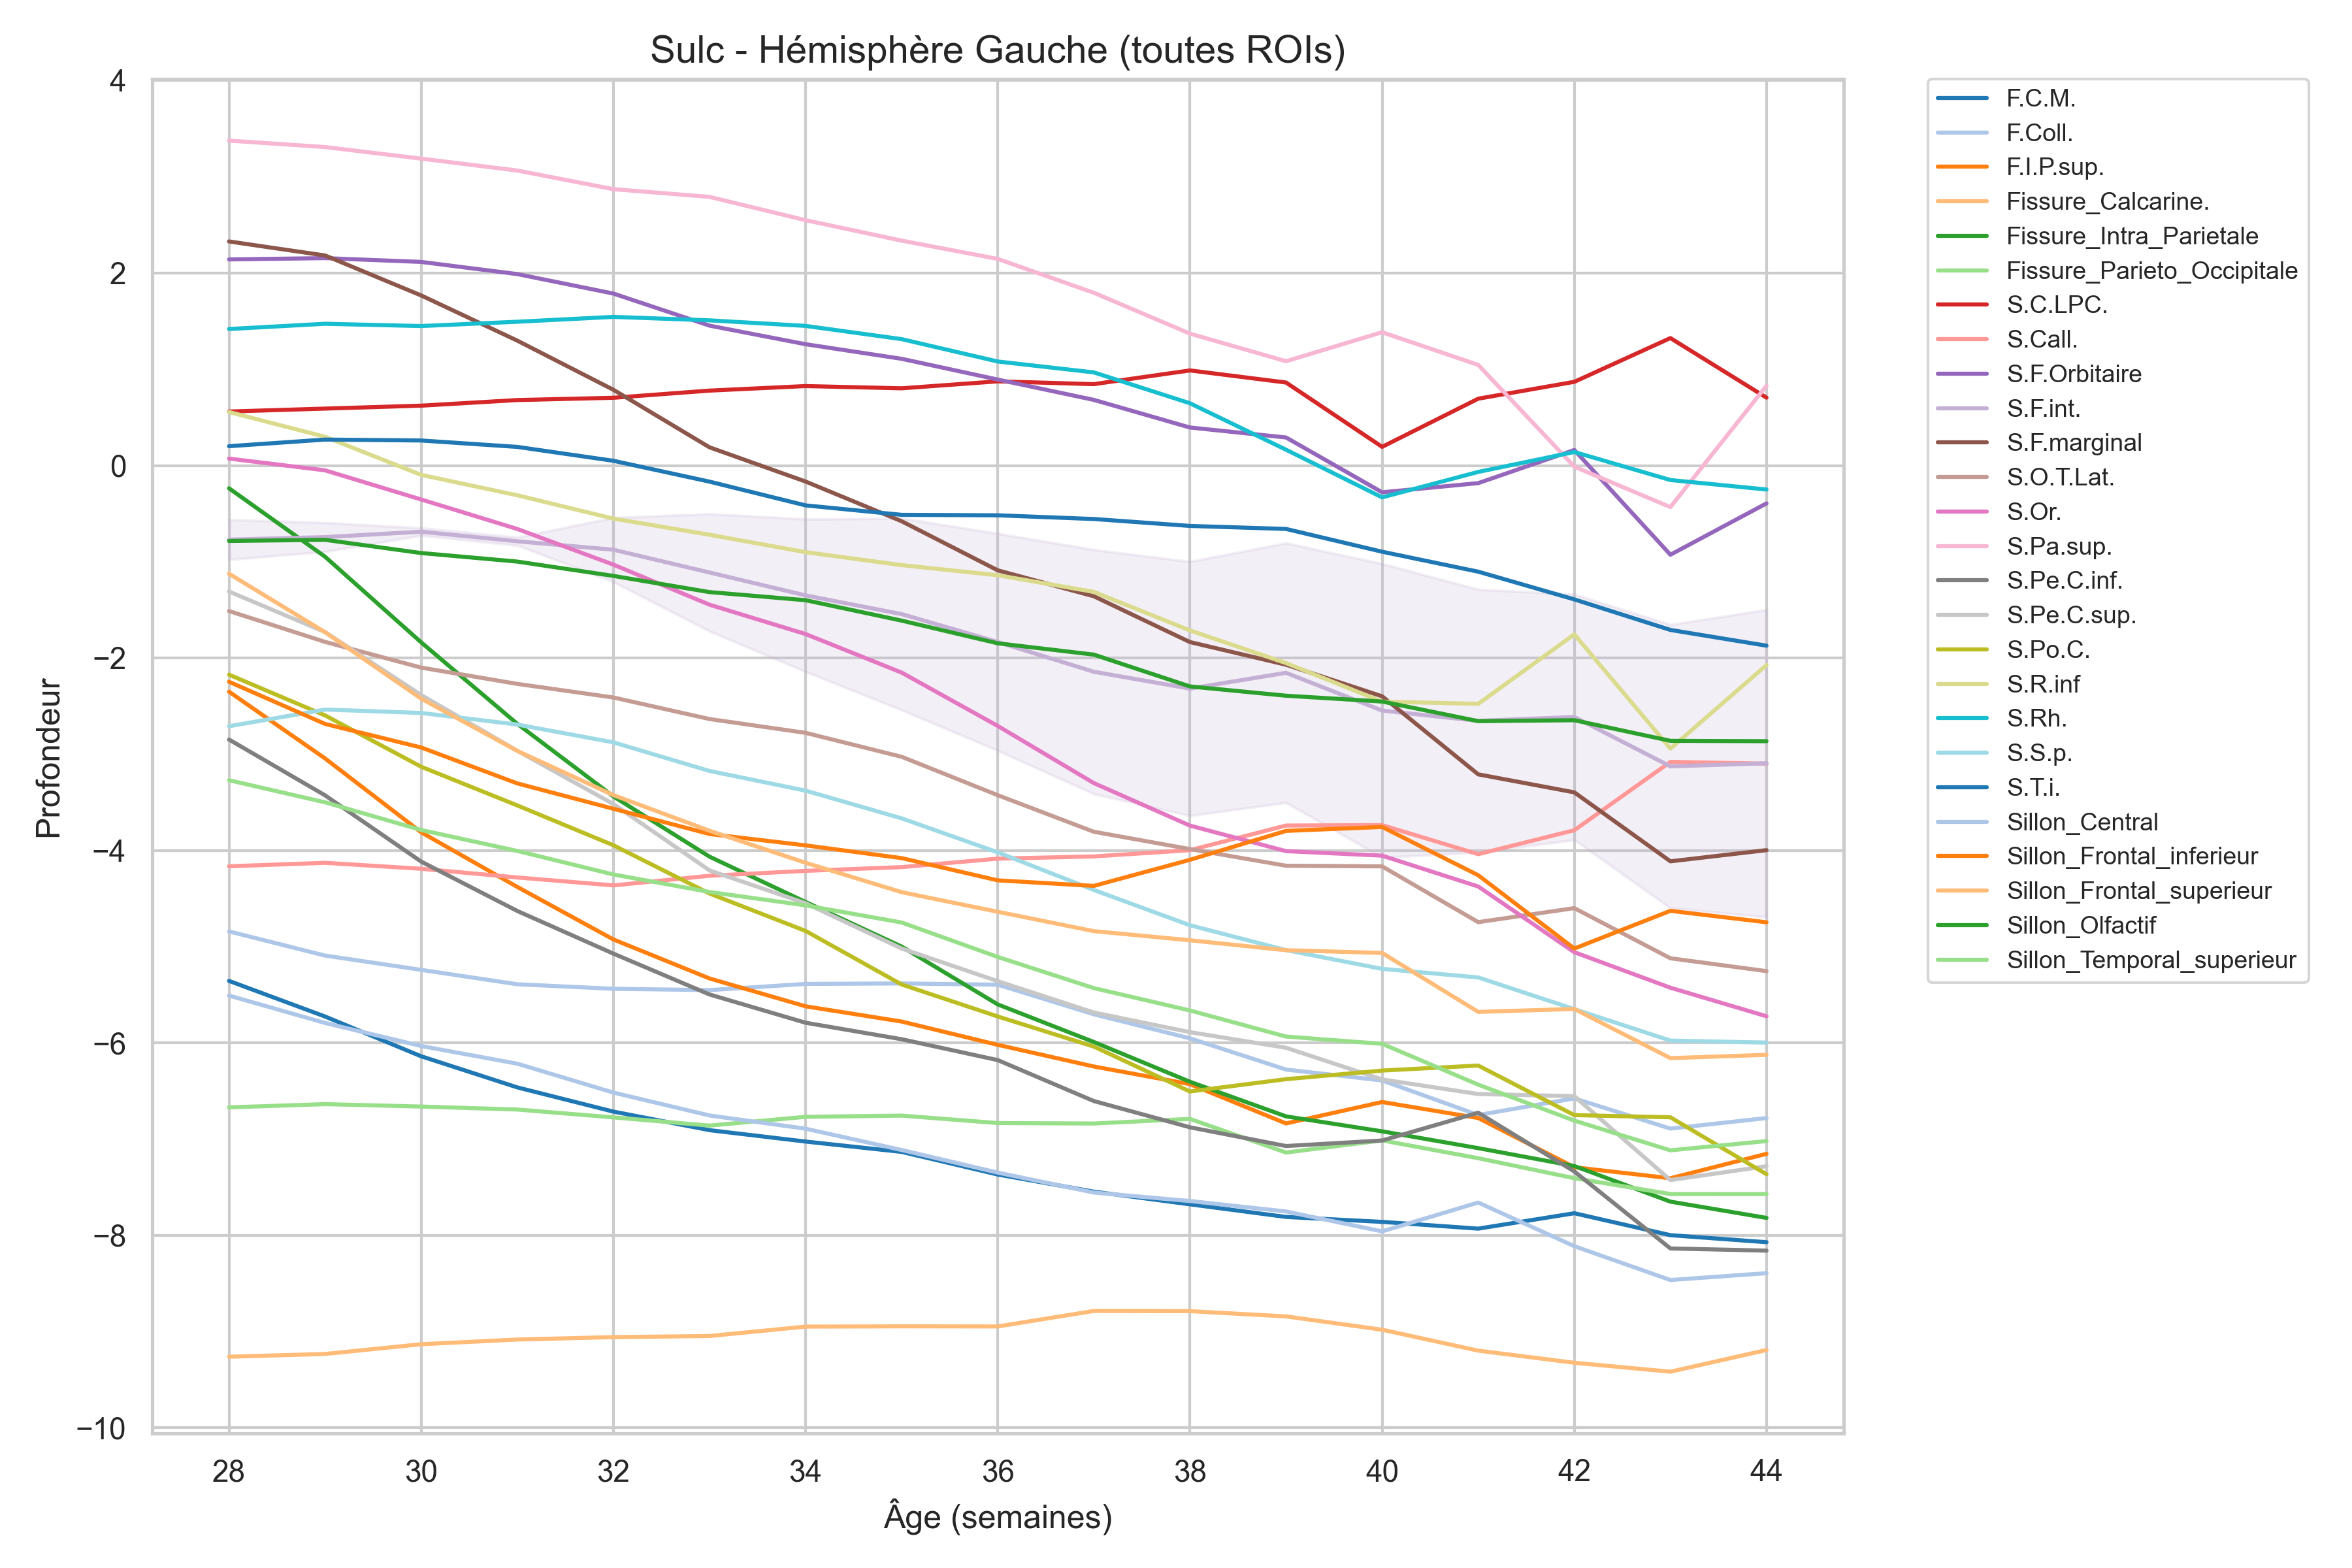 Sulc - Hémisphère Gauche (toutes ROIs)
4
2
0
−2
−4
−6
−8
−10
Profondeur
28 30 32 34 36 38 40 42 44
Âge (semaines)
F.C.M.
F.Coll.
F.I.P.sup.
Fissure_Calcarine.
Fissure_Intra_Parietale
Fissure_Parieto_Occipitale
S.C.LPC.
S.Call.
S.F.Orbitaire
S.F.int.
S.F.marginal
S.O.T.Lat.
S.Or.
S.Pa.sup.
S.Pe.C.inf.
S.Pe.C.sup.
S.Po.C.
S.R.inf
S.Rh.
S.S.p.
S.T.i.
Sillon_Central
Sillon_Frontal_inferieur
Sillon_Frontal_superieur
Sillon_Olfactif
Sillon_Temporal_superieur